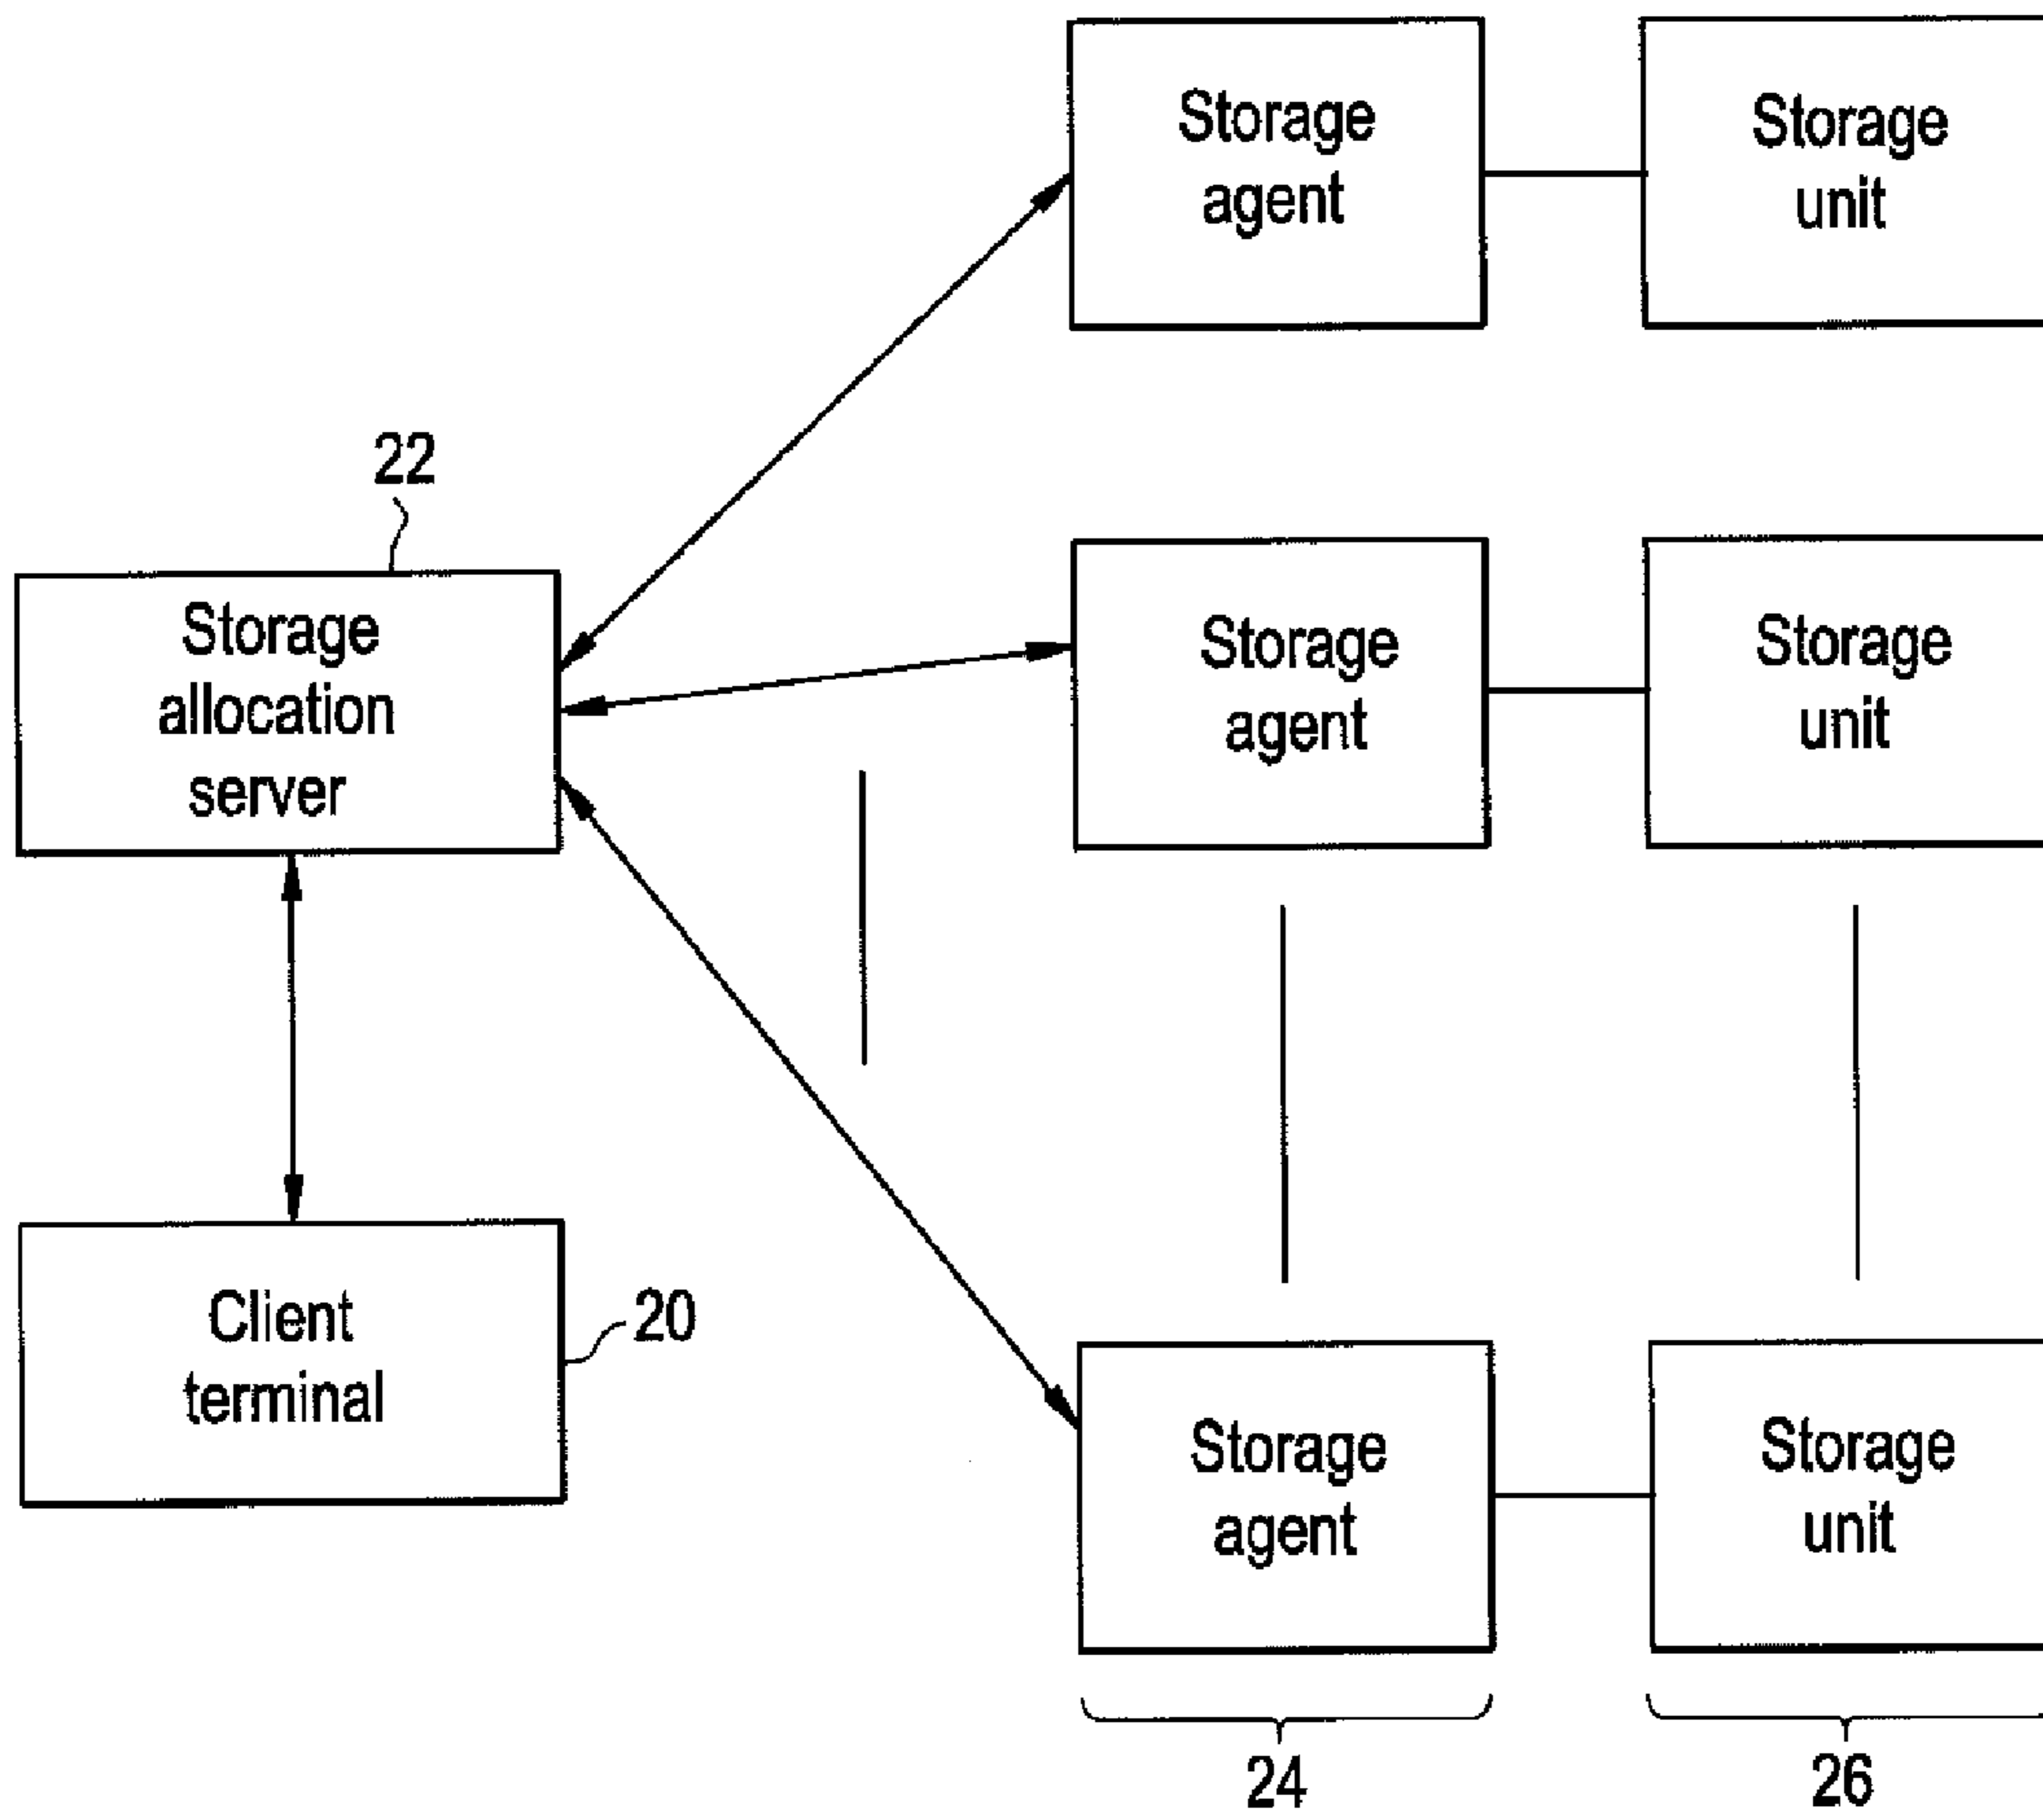 Storage
agent
Storage
unit
22
Storage
allocation
server
Storage
agent
Storage
unit
Client
terminal
20
Storage
agent
Storage
unit
24
26